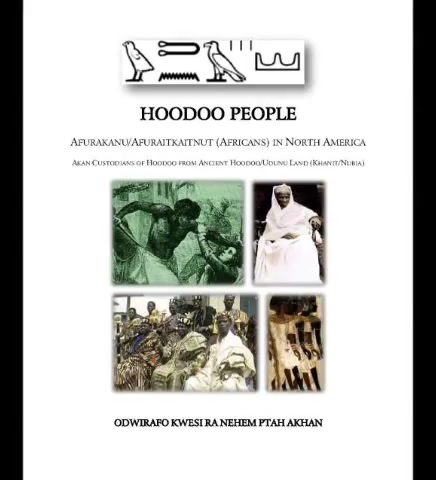 HOODOO PEOPLE
AFURAKANU/AFURAITKAITNUT (AFRICANS) IN NORTH AMERICA
AKAN CUSTODIANS OF HOODOO FROM ANCIENT HOODOO/UDUNU LAND (KHANIT/NUBIA)
ODWIRAFO KWESI RA NEHEM PTAH AKHAN